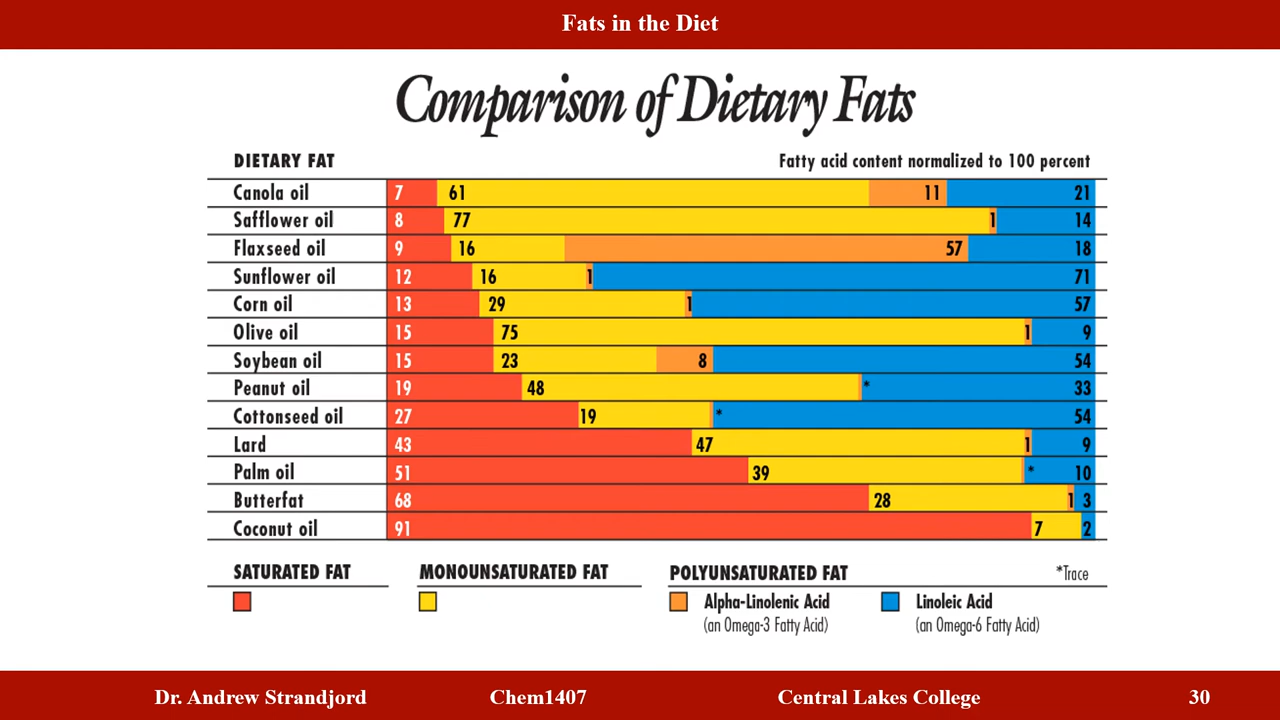 Fats in the Diet
Comparison of Dietary Fats
DIETARY FAT Fatty acid content normalized to 100 percent
Canola oil 7 61 11 21
Safflower oil 8 77 1 14
Flaxseed oil 9 16 57 18
Sunflower oil 12 16 1 71
Corn oil 13 29 1 57
Olive oil 15 75 1 9
Soybean oil 15 23 8 54
Peanut oil 19 48 * 33
Cottonseed oil 27 19 * 54
Lard 43 47 1 9
Palm oil 51 39 * 10
Butterfat 68 28 1 3
Coconut oil 91 7 2
SATURATED FAT MONOUNSATURATED FAT POLYUNSATURATED FAT *Trace
Alpha-Linolenic Acid Linoleic Acid
(an Omega-3 Fatty Acid) (an Omega-6 Fatty Acid)
Dr. Andrew Strandjord Chem1407 Central Lakes College 30